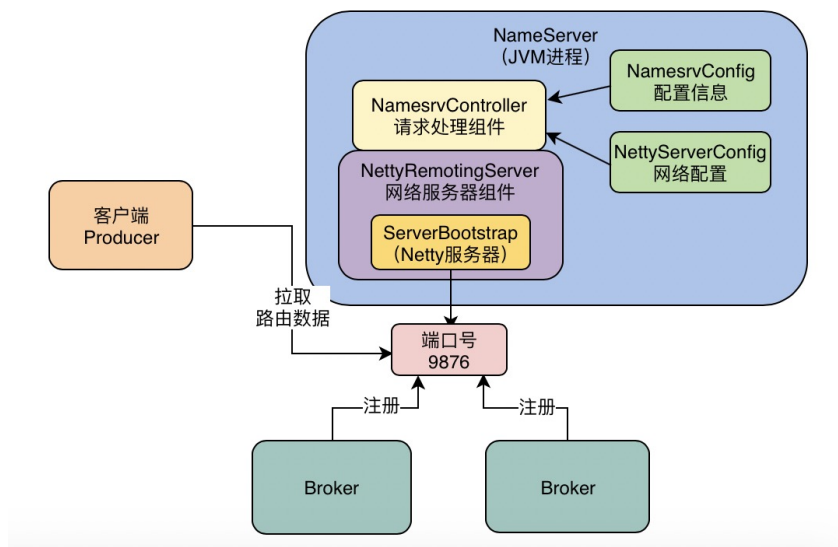 NameServer
（JVM进程）
NamesrvConfig
配置信息
NamesrvController
请求处理组件
NettyServerConfig
网络配置
NettyRemotingServer
网络服务器组件
客户端
Producer
ServerBootstrap
（Netty服务器）
拉取
路由数据
端口号
9876
注册
注册
Broker
Broker